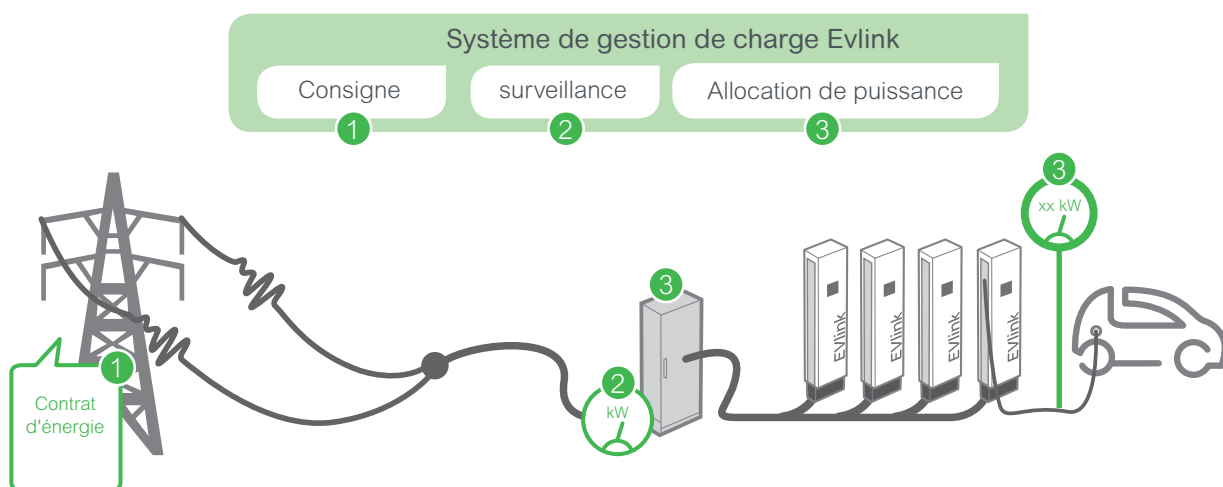 Système de gestion de charge Evlink
Consigne
surveillance
Allocation de puissance
1
2
3
3
xx kW
3
EVlink
EVlink
EVlink
EVlink
1
Contrat
d'énergie
2
kW